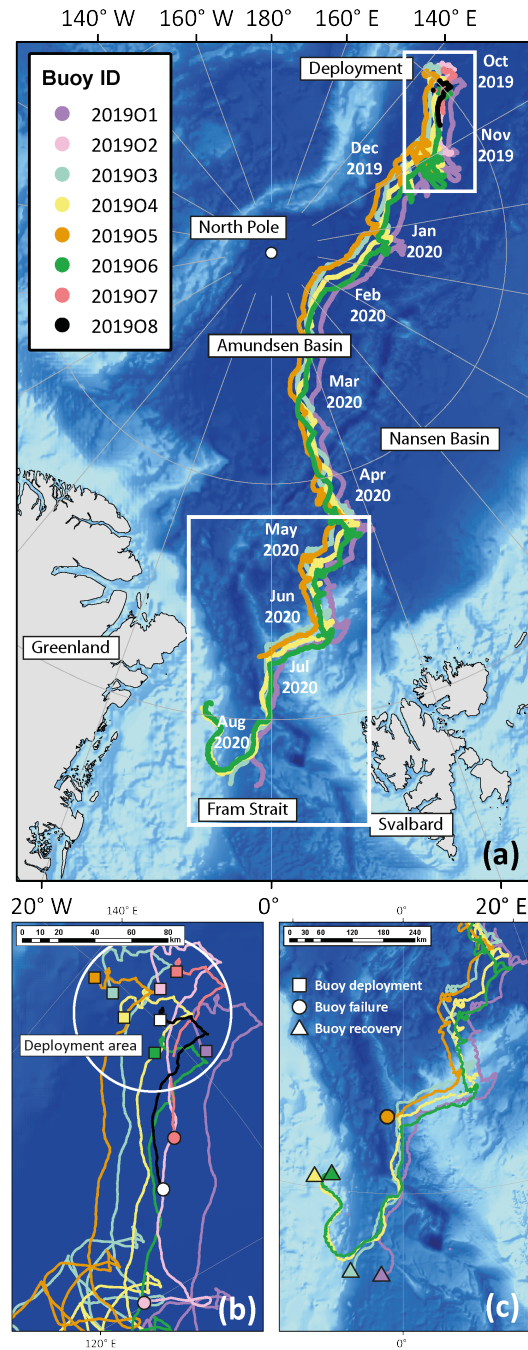 140° W
160° W
180°
160° E
140° E
Deployment
Oct
2019
Buoy ID
2019O1
2019O2
2019O3
2019O4
2019O5
2019O6
2019O7
2019O8
Nov
2019
Dec
2019
North Pole
Jan
2020
Feb
2020
Amundsen Basin
Mar
2020
Nansen Basin
Apr
2020
May
2020
Jun
2020
Greenland
Jul
2020
Aug
2020
Fram Strait
Svalbard
(a)
20° W
0°
20° E
140° E
0 10 20 40 60 80
km
Deployment area
(b)
120° E
0°
0 30 60 120 180 240
km
Buoy deployment
Buoy failure
Buoy recovery
(c)
0°